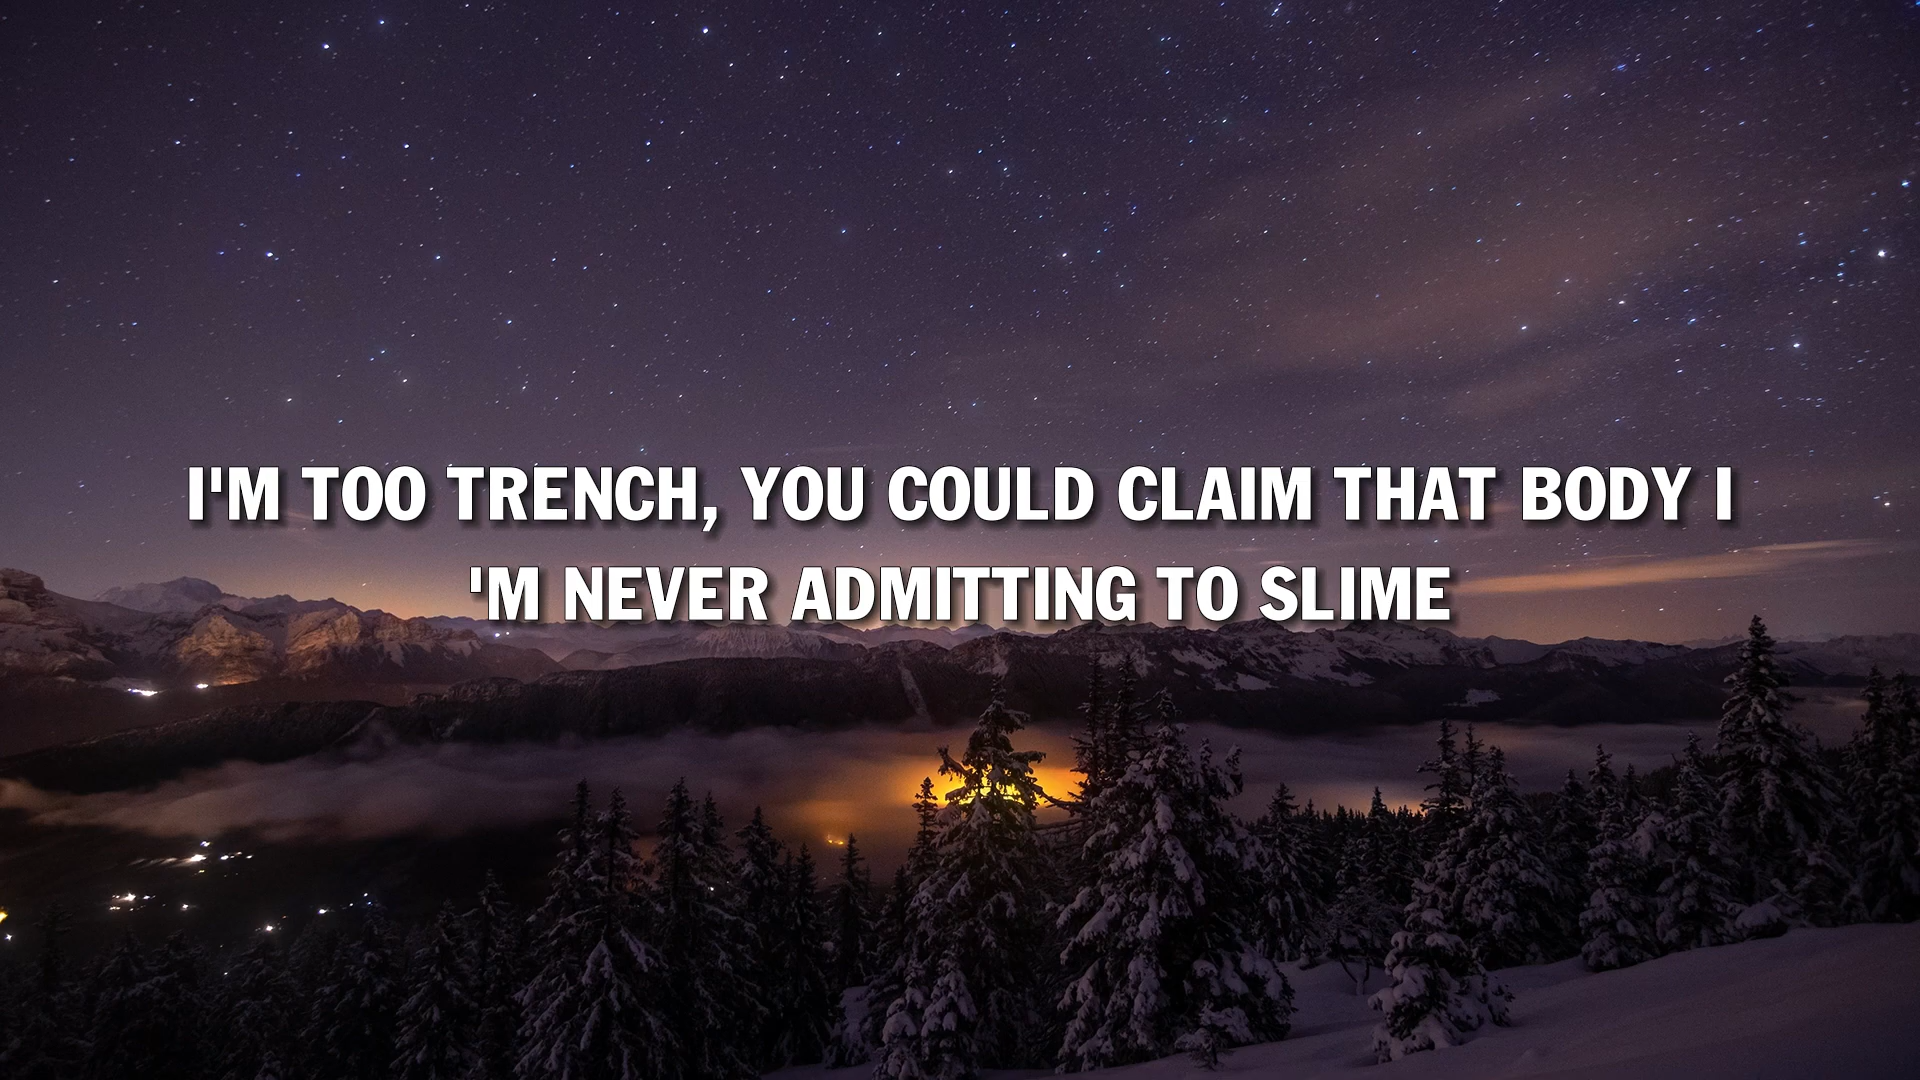 I'M TOO TRENCH, YOU COULD CLAIM THAT BODY I
'M NEVER ADMITTING TO SLIME